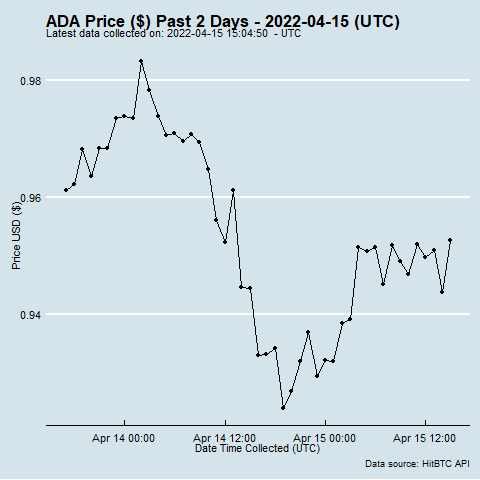 ADA Price ($) Past 2 Days - 2022-04-15 (UTC)
Latest data collected on: 2022-04-15 15:04:50 - UTC
0.98
0.96
0.94
Price USD ($)
Apr 14 00:00 Apr 14 12:00 Apr 15 00:00 Apr 15 12:00
Date Time Collected (UTC)
Data source: HitBTC API